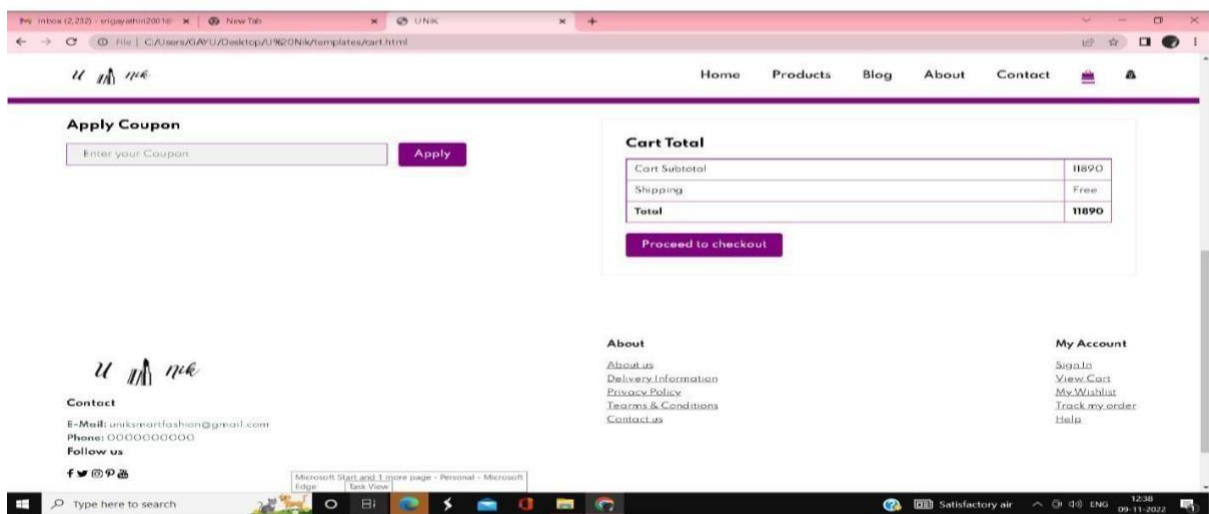 Inbox (2,232) - srigayathiri2001@
New Tab
UNIK
File | C:/Users/GAYU/Desktop/U%20Nik/templates/cart.html
U nik
Home Products Blog About Contact
Apply Coupon
Enter your Coupon
Apply
Cart Total
Cart Subtotal 11890
Shipping Free
Total 11890
Proceed to checkout
U nik
Contact
E-Mail: uniksmartfashion@gmail.com
Phone: 0000000000
Follow us
About
About us
Delivery Information
Privacy Policy
Tearms & Conditions
Contact us
My Account
Sign In
View Cart
My Wishlist
Track my order
Help
Microsoft Start and 1 more page - Personal - Microsoft
Edge
Task View
Type here to search
Satisfactory air
ENG
12:38
09-11-2022